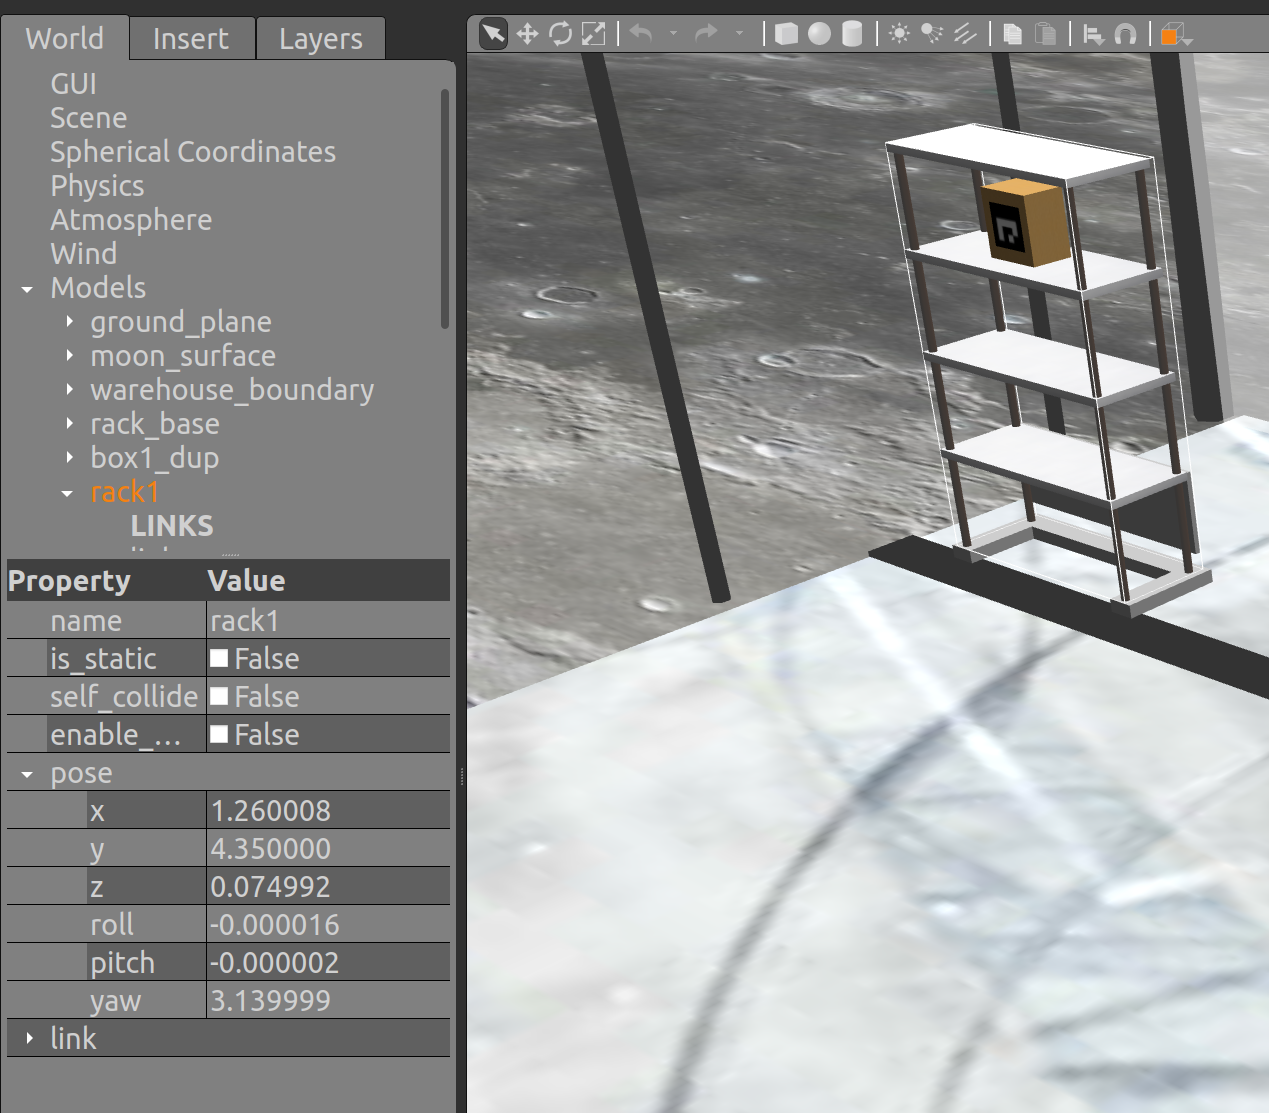 World Insert Layers
GUI
Scene
Spherical Coordinates
Physics
Atmosphere
Wind
Models
ground_plane
moon_surface
warehouse_boundary
rack_base
box1_dup
rack1
LINKS
Property Value
name rack1
is_static False
self_collide False
enable_... False
pose
x 1.260008
y 4.350000
z 0.074992
roll -0.000016
pitch -0.000002
yaw 3.139999
link